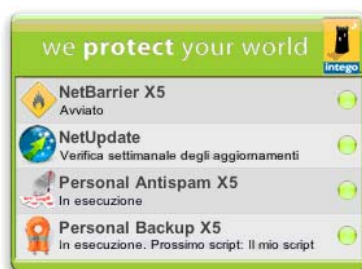 we protect your world
intego
NetBarrier X5
Avviato
NetUpdate
Verifica settimanale degli aggiornamenti
Personal Antispam X5
In esecuzione
Personal Backup X5
In esecuzione. Prossimo script: Il mio script